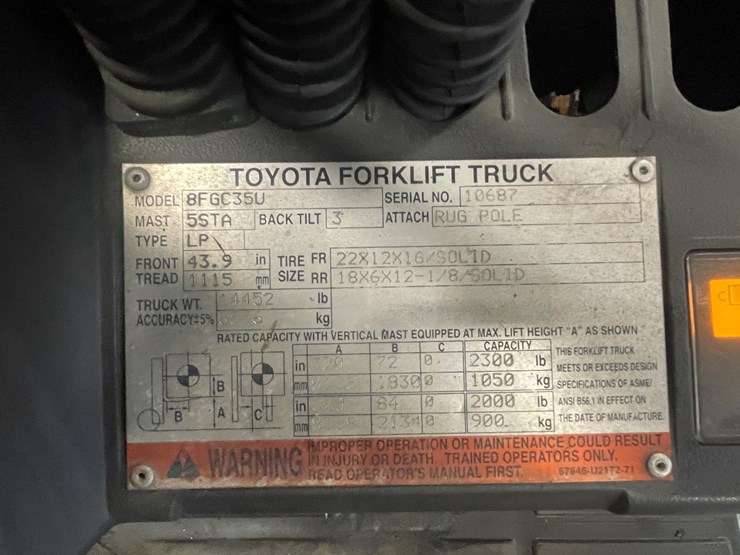 TOYOTA FORKLIFT TRUCK
MODEL 8FGC35U SERIAL NO. 10687
MAST 5STA BACK TILT 3 ATTACH RUG POLE
TYPE LP
FRONT TREAD 43.9 in TIRE SIZE FR 22X12X16/SOLID
1115 mm RR 18X6X12-1/8/SOLID
TRUCK WT. 4452 lb
ACCURACY±5% kg
RATED CAPACITY WITH VERTICAL MAST EQUIPPED AT MAX. LIFT HEIGHT "A" AS SHOWN
A B C CAPACITY
in 72 0 2300 lb
mm 1830 0 1050 kg
in 84 0 2000 lb
mm 2134 0 900 kg
THIS FORKLIFT TRUCK
MEETS OR EXCEEDS DESIGN
SPECIFICATIONS OF ASME/
ANSI B56.1 IN EFFECT ON
THE DATE OF MANUFACTURE.
B
B A C
WARNING
IMPROPER OPERATION OR MAINTENANCE COULD RESULT
IN INJURY OR DEATH. TRAINED OPERATORS ONLY.
READ OPERATOR'S MANUAL FIRST.
57845-U2172-71